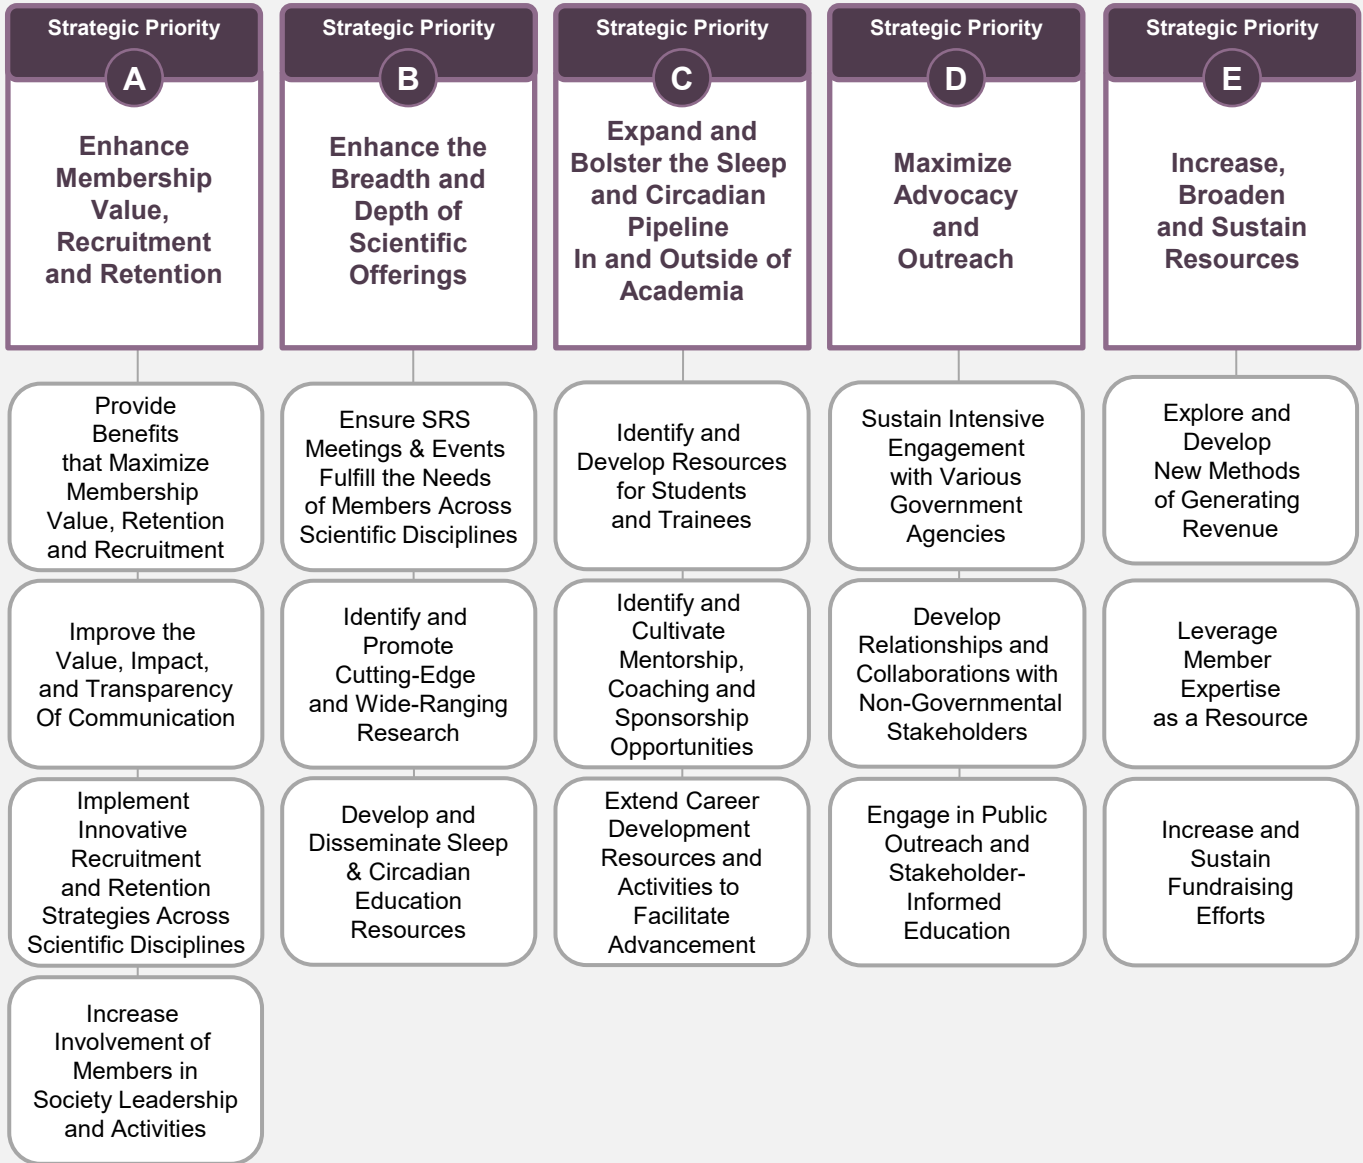 Strategic Priority
A
Enhance
Membership
Value,
Recruitment
and Retention
Provide
Benefits
that Maximize
Membership
Value, Retention
and Recruitment
Improve the
Value, Impact,
and Transparency
Of Communication
Implement
Innovative
Recruitment
and Retention
Strategies Across
Scientific Disciplines
Increase
Involvement of
Members in
Society Leadership
and Activities
Strategic Priority
B
Enhance the
Breadth and
Depth of
Scientific
Offerings
Ensure SRS
Meetings & Events
Fulfill the Needs
of Members Across
Scientific Disciplines
Identify and
Promote
Cutting-Edge
and Wide-Ranging
Research
Develop and
Disseminate Sleep
& Circadian
Education
Resources
Strategic Priority
C
Expand and
Bolster the Sleep
and Circadian
Pipeline
In and Outside of
Academia
Identify and
Develop Resources
for Students
and Trainees
Identify and
Cultivate
Mentorship,
Coaching and
Sponsorship
Opportunities
Extend Career
Development
Resources and
Activities to
Facilitate
Advancement
Strategic Priority
D
Maximize
Advocacy
and
Outreach
Sustain Intensive
Engagement
with Various
Government
Agencies
Develop
Relationships and
Collaborations with
Non-Governmental
Stakeholders
Engage in Public
Outreach and
Stakeholder-
Informed
Education
Strategic Priority
E
Increase,
Broaden
and Sustain
Resources
Explore and
Develop
New Methods
of Generating
Revenue
Leverage
Member
Expertise
as a Resource
Increase and
Sustain
Fundraising
Efforts